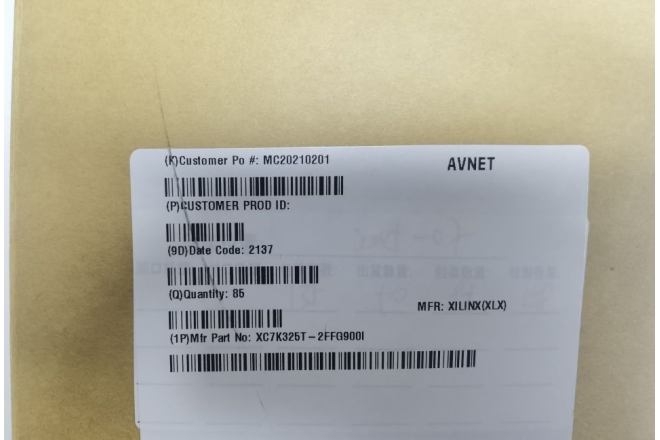 (K)Customer Po #: MC20210201
AVNET
(P)CUSTOMER PROD ID:
(9D)Date Code: 2137
(Q)Quantity: 85
MFR: XILINX(XLX)
(1P)Mfr Part No: XC7K325T-2FFG900I